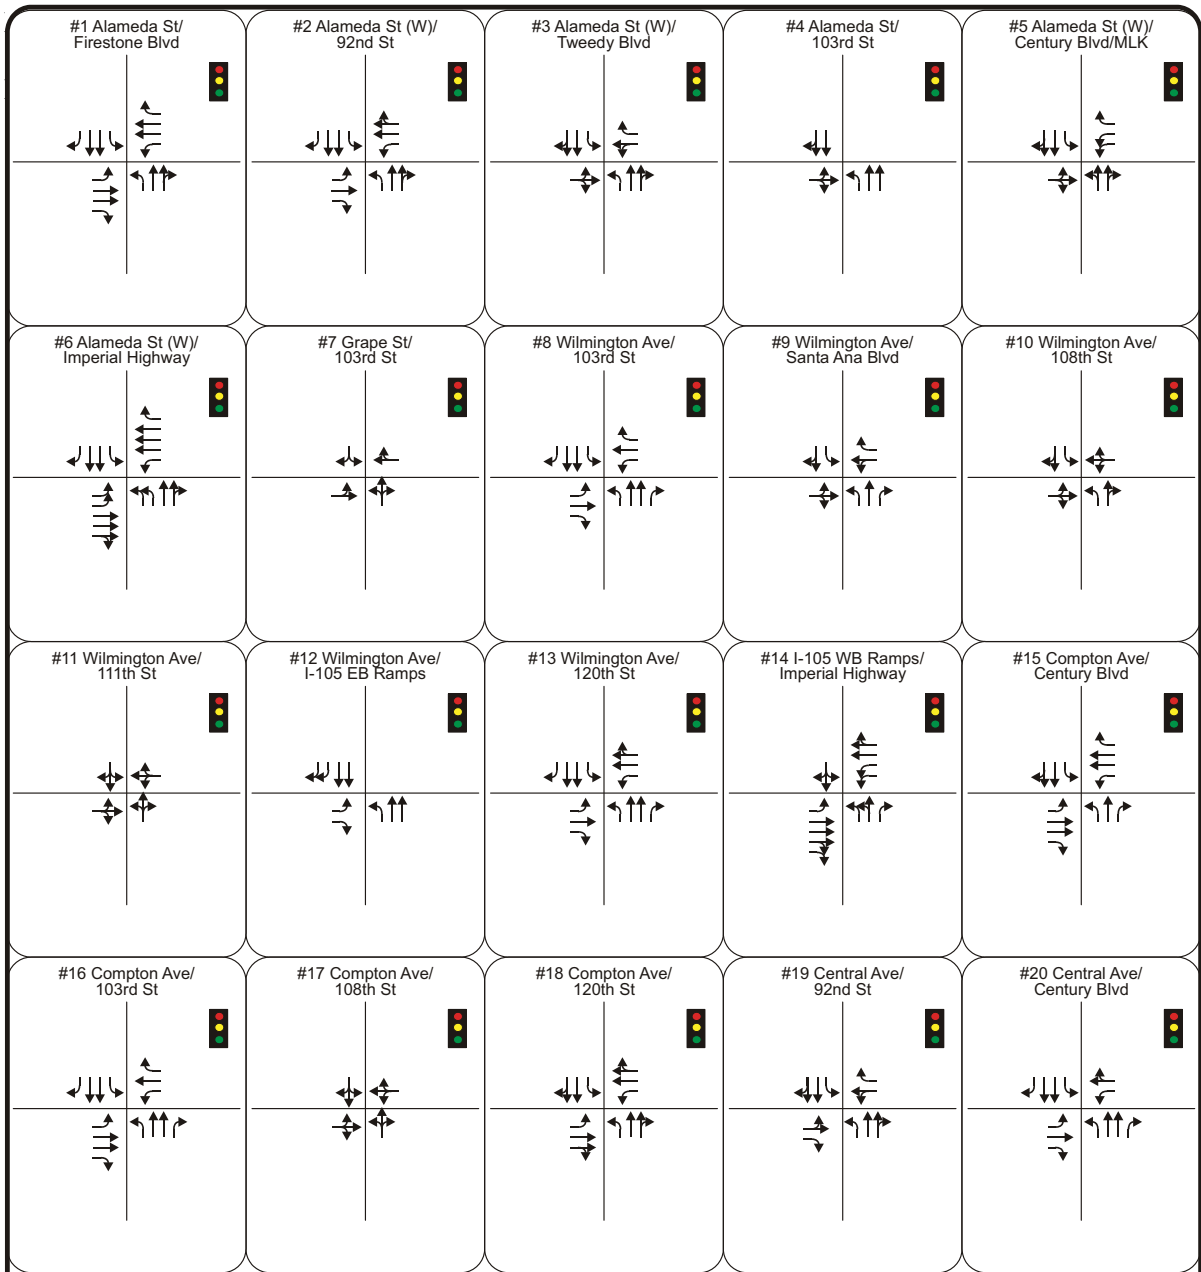 #1 Alameda St/
Firestone Blvd
#2 Alameda St (W)/
92nd St
#3 Alameda St (W)/
Tweedy Blvd
#4 Alameda St/
103rd St
#5 Alameda St (W)/
Century Blvd/MLK
#6 Alameda St (W)/
Imperial Highway
#7 Grape St/
103rd St
#8 Wilmington Ave/
103rd St
#9 Wilmington Ave/
Santa Ana Blvd
#10 Wilmington Ave/
108th St
#11 Wilmington Ave/
111th St
#12 Wilmington Ave/
I-105 EB Ramps
#13 Wilmington Ave/
120th St
#14 I-105 WB Ramps/
Imperial Highway
#15 Compton Ave/
Century Blvd
#16 Compton Ave/
103rd St
#17 Compton Ave/
108th St
#18 Compton Ave/
120th St
#19 Central Ave/
92nd St
#20 Central Ave/
Century Blvd